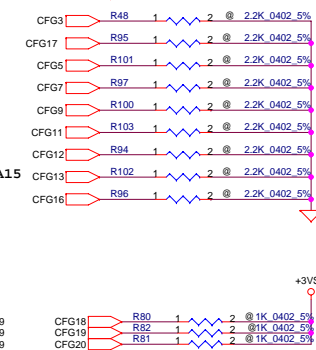 CFG3 R48 1 2 @ 2.2K_0402_5%
CFG17 R95 1 2 @ 2.2K_0402_5%
CFG5 R101 1 2 @ 2.2K_0402_5%
CFG7 R97 1 2 @ 2.2K_0402_5%
CFG9 R100 1 2 @ 2.2K_0402_5%
CFG11 R103 1 2 @ 2.2K_0402_5%
CFG12 R94 1 2 @ 2.2K_0402_5%
A15 CFG13 R102 1 2 @ 2.2K_0402_5%
CFG16 R96 1 2 @ 2.2K_0402_5%
+3VS
9 CFG18 R80 1 2 @ 1K_0402_5%
CFG19 R82 1 2 @ 1K_0402_5%
9 CFG20 R81 1 2 @ 1K_0402_5%